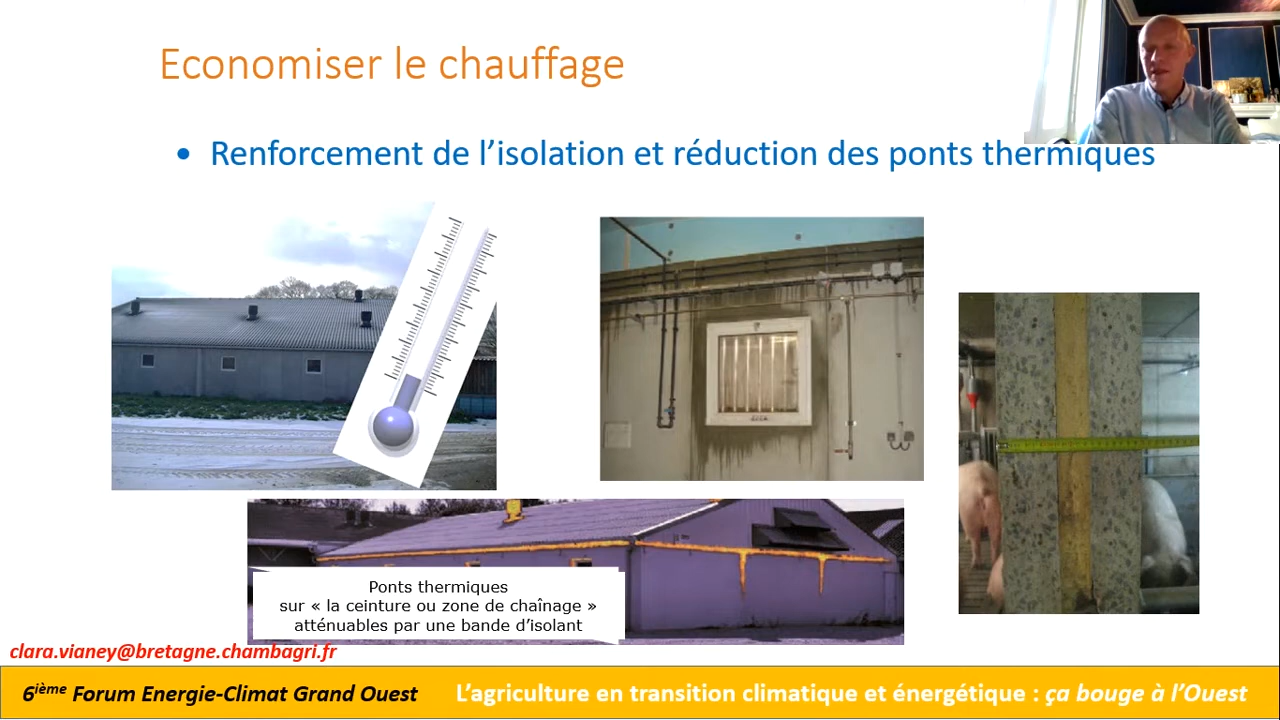 Economiser le chauffage
• Renforcement de l’isolation et réduction des ponts thermiques
Ponts thermiques
sur « la ceinture ou zone de chaînage »
atténuables par une bande d’isolant
clara.vianey@bretagne.chambagri.fr
6ième Forum Energie-Climat Grand Ouest
L’agriculture en transition climatique et énergétique : ça bouge à l’Ouest